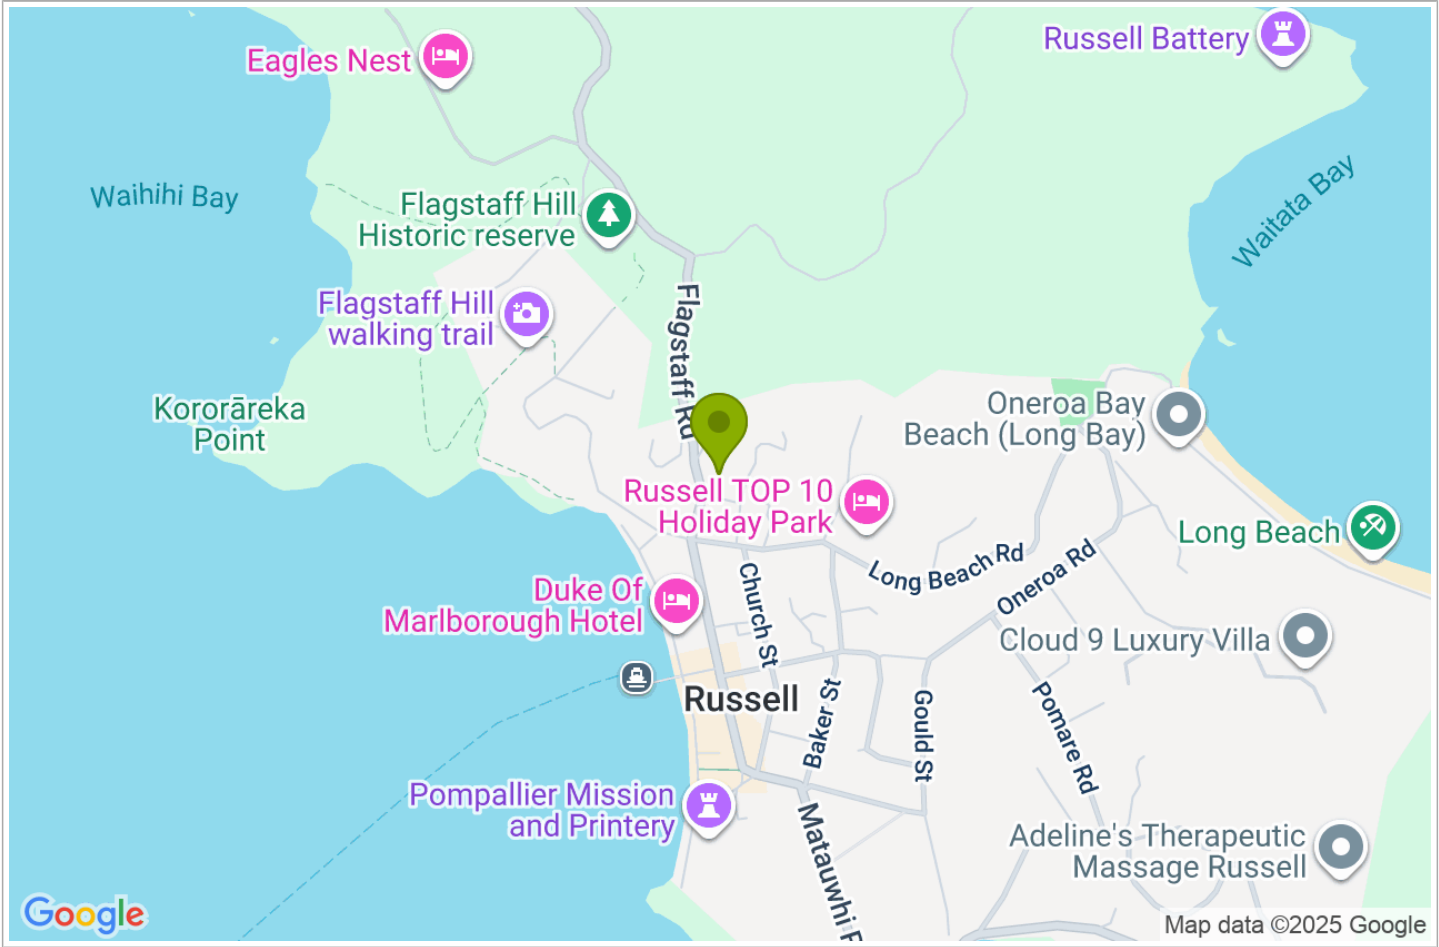 Russell Battery
Eagles Nest
Waihihi Bay
Waitata Bay
Flagstaff Hill
Historic reserve
Flagstaff Hill
walking trail
Flagstaff Rd
Kororāreka
Point
Oneroa Bay
Beach (Long Bay)
Russell TOP 10
Holiday Park
Long Beach
Long Beach Rd
Oneroa Rd
Church St
Duke Of
Marlborough Hotel
Cloud 9 Luxury Villa
Russell
Baker St
Gould St
Pomare Rd
Pompallier Mission
and Printery
Matauwhi
Adeline's Therapeutic
Massage Russell
Google
Map data ©2025 Google